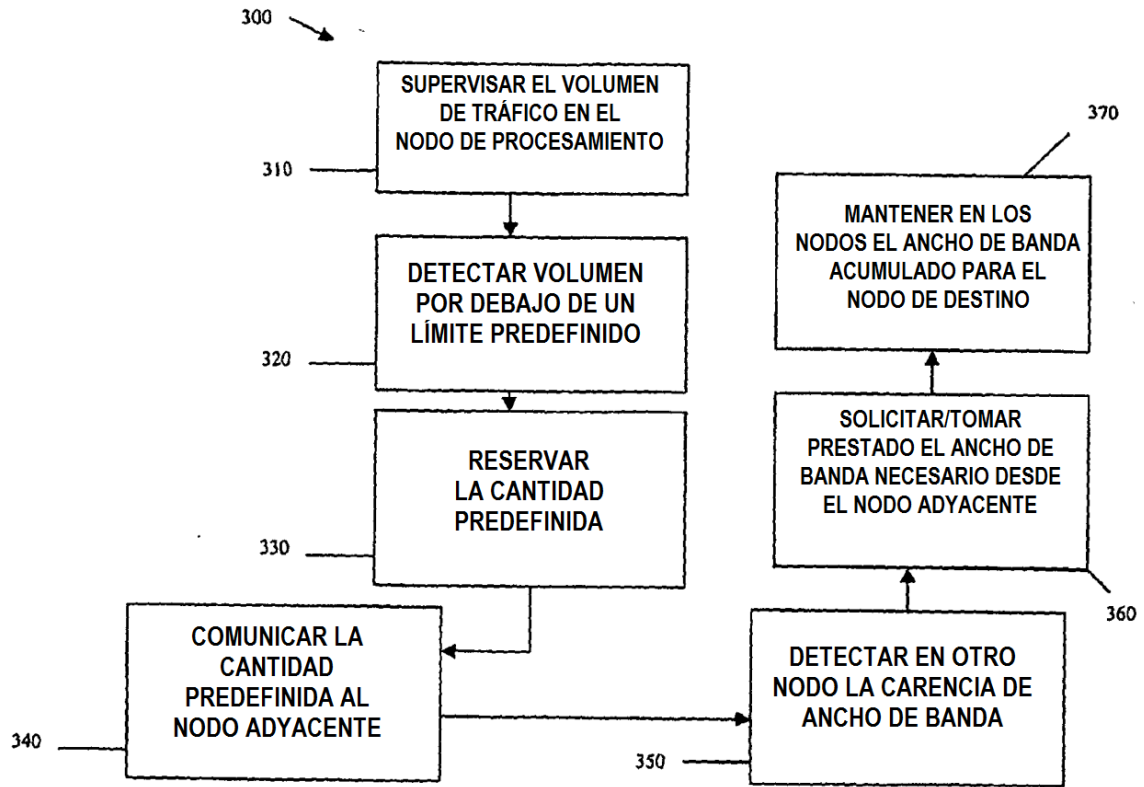 300
SUPERVISAR EL VOLUMEN
DE TRÁFICO EN EL
NODO DE PROCESAMIENTO
310
DETECTAR VOLUMEN
POR DEBAJO DE UN
LÍMITE PREDEFINIDO
320
RESERVAR
LA CANTIDAD
PREDEFINIDA
330
COMUNICAR LA
CANTIDAD
PREDEFINIDA AL
NODO ADYACENTE
340
DETECTAR EN OTRO
NODO LA CARENCIA DE
ANCHO DE BANDA
350
SOLICITAR/TOMAR
PRESTADO EL ANCHO DE
BANDA NECESARIO DESDE
EL NODO ADYACENTE
360
MANTENER EN LOS
NODOS EL ANCHO DE BANDA
ACUMULADO PARA EL
NODO DE DESTINO
370